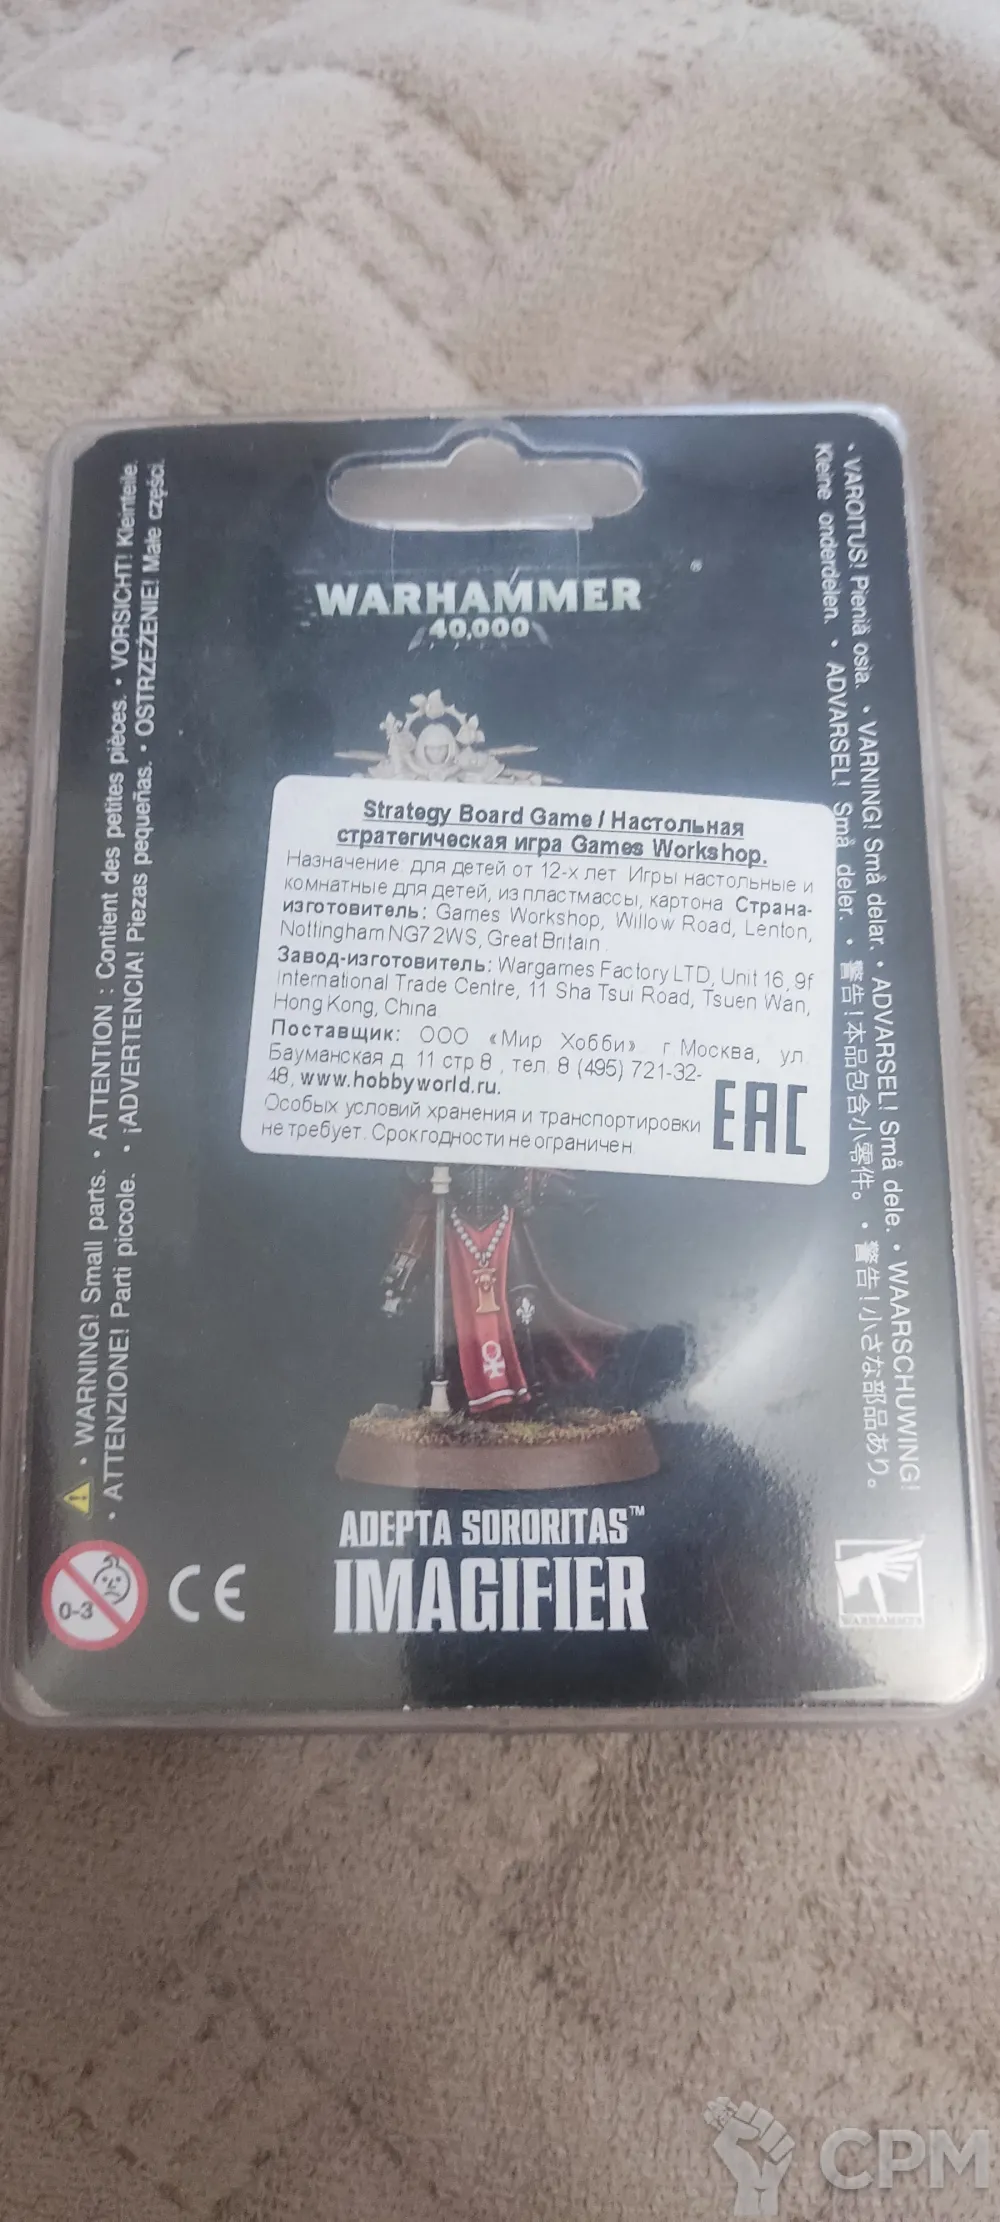 WARHAMMER
40,000
Strategy Board Game / Настольная
стратегическая игра Games Workshop.
Назначение: для детей от 12-х лет. Игры настольные и
комнатные для детей, из пластмассы, картона Страна-
изготовитель: Games Workshop, Willow Road, Lenton,
Nottingham NG7 2WS, Great Britain.
Завод-изготовитель: Wargames Factory LTD, Unit 16, 9f
International Trade Centre, 11 Sha Tsui Road, Tsuen Wan,
Hong Kong, China
Поставщик: ООО «Мир Хобби» г Москва, ул.
Бауманская д. 11 стр 8, тел. 8 (495) 721-32-
48, www.hobbyworld.ru.
Особых условий хранения и транспортировки
не требует. Срок годности не ограничен.
EAC
ADEPTA SORORITAS™
IMAGIFIER
0-3
CE
WARHAMMER
• WARNING! Small parts. • ATTENTION : Contient des petites pièces. • VORSICHT! Kleinteile.
• ATTENZIONE! Parti piccole. • ¡ADVERTENCIA! Piezas pequeñas. • OSTRZEŻENIE! Małe części.
• VAROITUS! Pieniä osia. • VARNING! Små delar. • ADVARSEL! Små dele. • WAARSCHUWING!
Kleine onderdelen. • ADVARSEL! Små deler. • 警告！本品包含小零件。 • 警告！小さな部品あり。
CPM